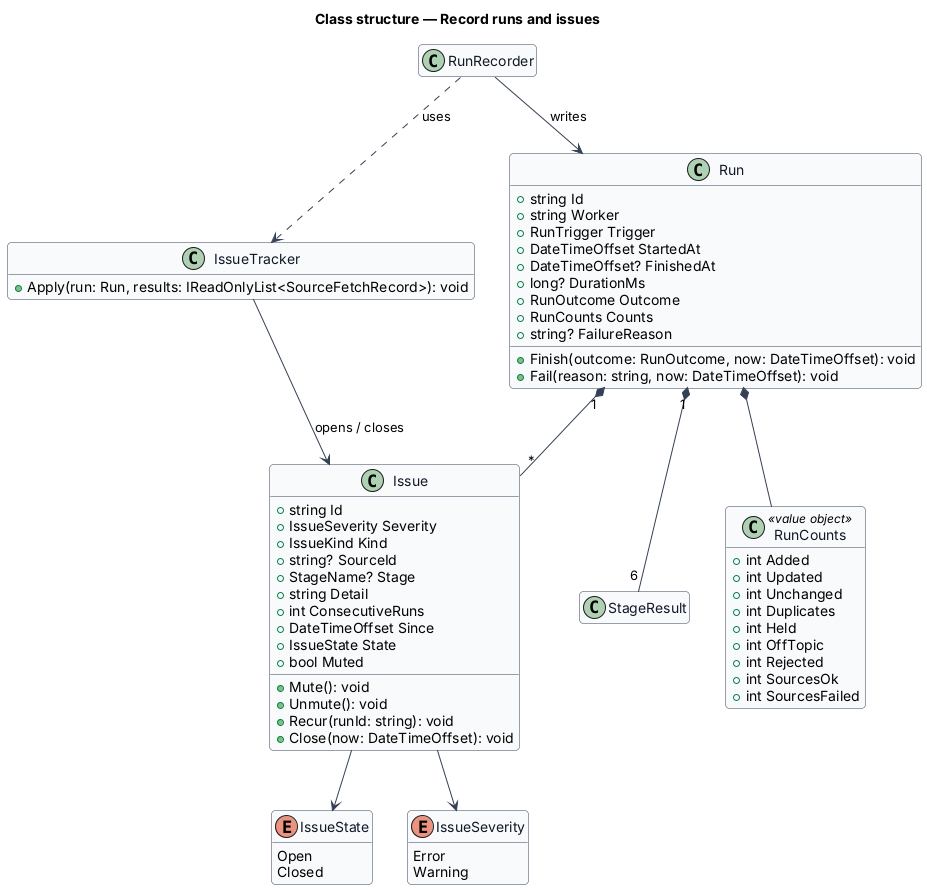 Class structure — Record runs and issues
C RunRecorder
uses
writes
C Run
string Id
string Worker
RunTrigger Trigger
DateTimeOffset StartedAt
DateTimeOffset? FinishedAt
long? DurationMs
RunOutcome Outcome
RunCounts Counts
string? FailureReason
Finish(outcome: RunOutcome, now: DateTimeOffset): void
Fail(reason: string, now: DateTimeOffset): void
C IssueTracker
Apply(run: Run, results: IReadOnlyList<SourceFetchRecord>): void
1
1
opens / closes
*
6
C Issue
string Id
IssueSeverity Severity
IssueKind Kind
string? SourceId
StageName? Stage
string Detail
int ConsecutiveRuns
DateTimeOffset Since
IssueState State
bool Muted
Mute(): void
Unmute(): void
Recur(runId: string): void
Close(now: DateTimeOffset): void
C StageResult
C «value object»
RunCounts
int Added
int Updated
int Unchanged
int Duplicates
int Held
int OffTopic
int Rejected
int SourcesOk
int SourcesFailed
E IssueState
Open
Closed
E IssueSeverity
Error
Warning